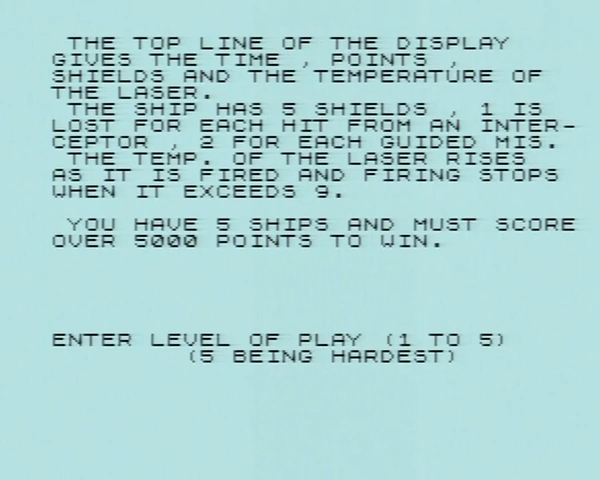 THE TOP LINE OF THE DISPLAY
GIVES THE TIME , POINTS ,
SHIELDS AND THE TEMPERATURE OF
THE LASER.
THE SHIP HAS 5 SHIELDS , 1 IS
LOST FOR EACH HIT FROM AN INTER-
CEPTOR , 2 FOR EACH GUIDED MIS.
THE TEMP. OF THE LASER RISES
AS IT IS FIRED AND FIRING STOPS
WHEN IT EXCEEDS 9.
YOU HAVE 5 SHIPS AND MUST SCORE
OVER 5000 POINTS TO WIN.
ENTER LEVEL OF PLAY (1 TO 5)
(5 BEING HARDEST)